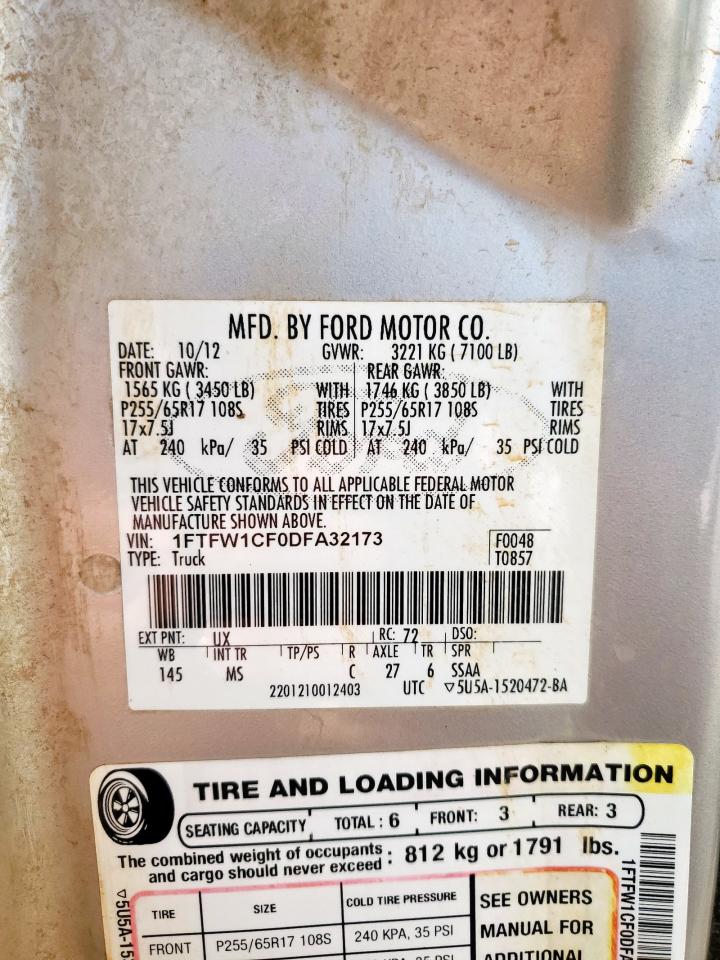 MFD. BY FORD MOTOR CO.
DATE: 10/12 GVWR: 3221 KG ( 7100 LB)
FRONT GAWR: REAR GAWR:
1565 KG ( 3450 LB) WITH 1746 KG ( 3850 LB) WITH
P255/65R17 108S TIRES P255/65R17 108S TIRES
17x7.5J RIMS 17x7.5J RIMS
AT 240 kPa/ 35 PSI COLD AT 240 kPa/ 35 PSI COLD
THIS VEHICLE CONFORMS TO ALL APPLICABLE FEDERAL MOTOR
VEHICLE SAFETY STANDARDS IN EFFECT ON THE DATE OF
MANUFACTURE SHOWN ABOVE.
VIN: 1FTFW1CF0DFA32173 F0048
TYPE: Truck T0857
EXT PNT: UX RC: 72 DSO:
WB INT TR TP/PS R AXLE TR SPR
145 MS C 27 6 SSAA
2201210012403 UTC ▽5U5A-1520472-BA
TIRE AND LOADING INFORMATION
SEATING CAPACITY TOTAL : 6 FRONT: 3 REAR: 3
The combined weight of occupants
and cargo should never exceed : 812 kg or 1791 lbs.
TIRE SIZE COLD TIRE PRESSURE SEE OWNERS
FRONT P255/65R17 108S 240 KPA, 35 PSI MANUAL FOR
ADDITIONAL
▽5U5A-15
1FTFW1CF0DFA